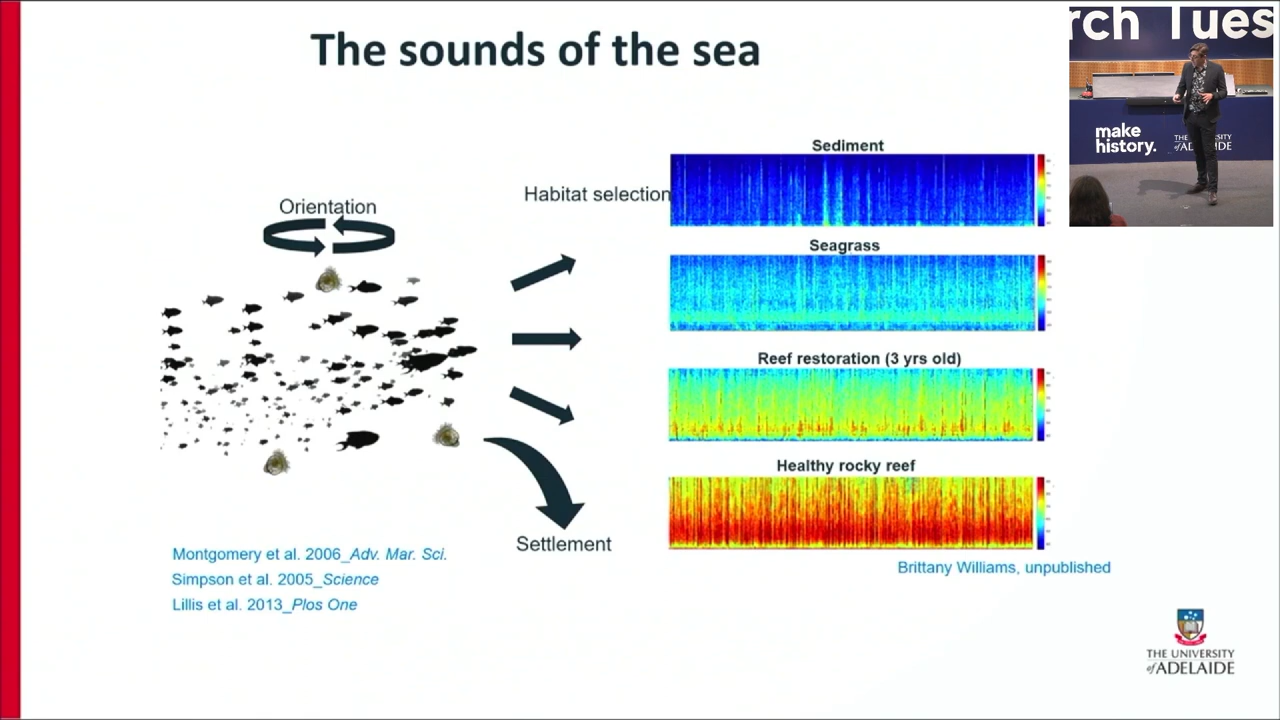 The sounds of the sea
Orientation
Habitat selection
Settlement
Sediment
Seagrass
Reef restoration (3 yrs old)
Healthy rocky reef
Brittany Williams, unpublished
Montgomery et al. 2006_Adv. Mar. Sci.
Simpson et al. 2005_Science
Lillis et al. 2013_Plos One
THE UNIVERSITY
of ADELAIDE
rch Tues
make
history.
of ADELAIDE